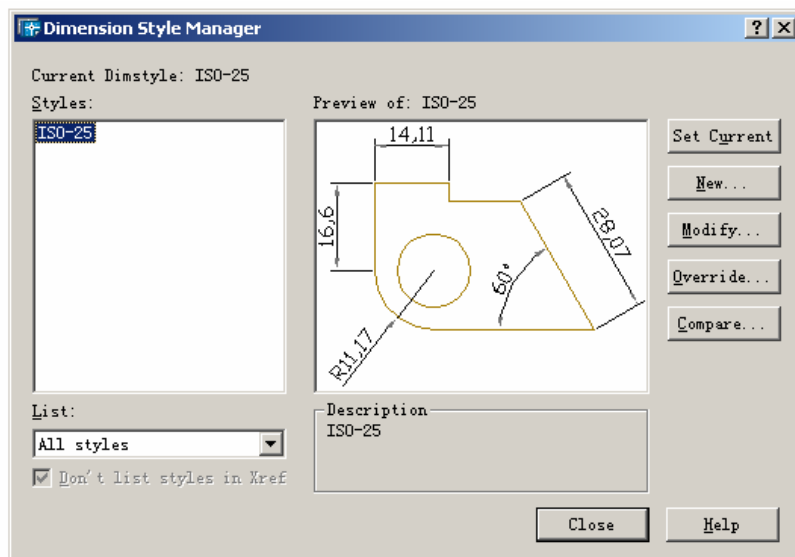 Dimension Style Manager
Current Dimstyle: ISO-25
Styles:
Preview of: ISO-25
ISO-25
14,11
16,6
28,07
60°
R11,17
Set Current
New...
Modify...
Override...
Compare...
List:
All styles
Don't list styles in Xref
Description
ISO-25
Close
Help